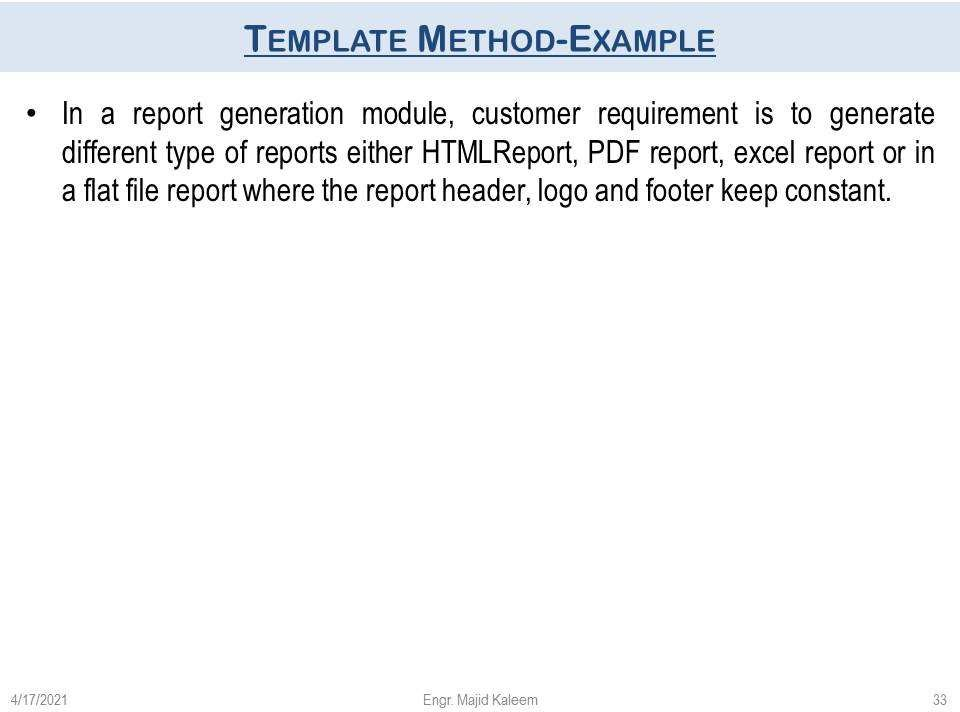 TEMPLATE METHOD-EXAMPLE
• In a report generation module, customer requirement is to generate
different type of reports either HTMLReport, PDF report, excel report or in
a flat file report where the report header, logo and footer keep constant.
4/17/2021
Engr. Majid Kaleem
33